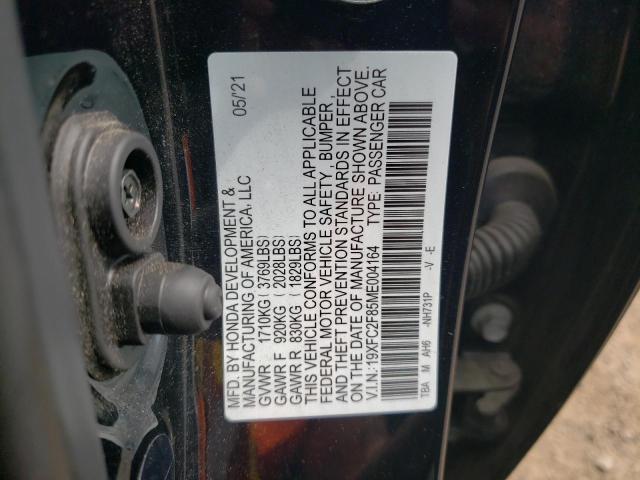 MFD. BY HONDA DEVELOPMENT & 05/'21
MANUFACTURING OF AMERICA, LLC
GVWR 1710KG ( 3769LBS)
GAWR F 920KG ( 2028LBS)
GAWR R 830KG ( 1829LBS)
THIS VEHICLE CONFORMS TO ALL APPLICABLE
FEDERAL MOTOR VEHICLE SAFETY, BUMPER,
AND THEFT PREVENTION STANDARDS IN EFFECT
ON THE DATE OF MANUFACTURE SHOWN ABOVE.
V.I.N.:19XFC2F85ME004164 TYPE: PASSENGER CAR
TBA M AH6 -NH731P -V -E